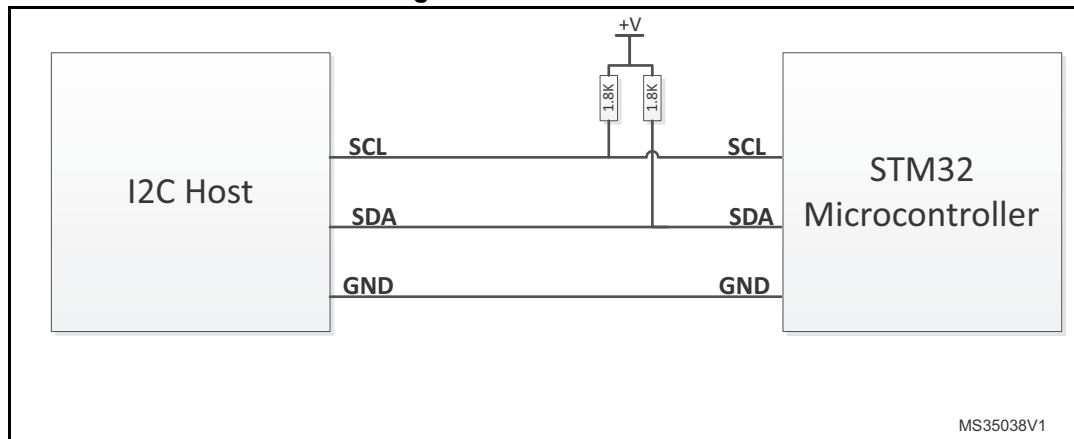 +V
1.8K
1.8K
SCL
SCL
I2C Host
STM32
Microcontroller
SDA
SDA
GND
GND
MS35038V1